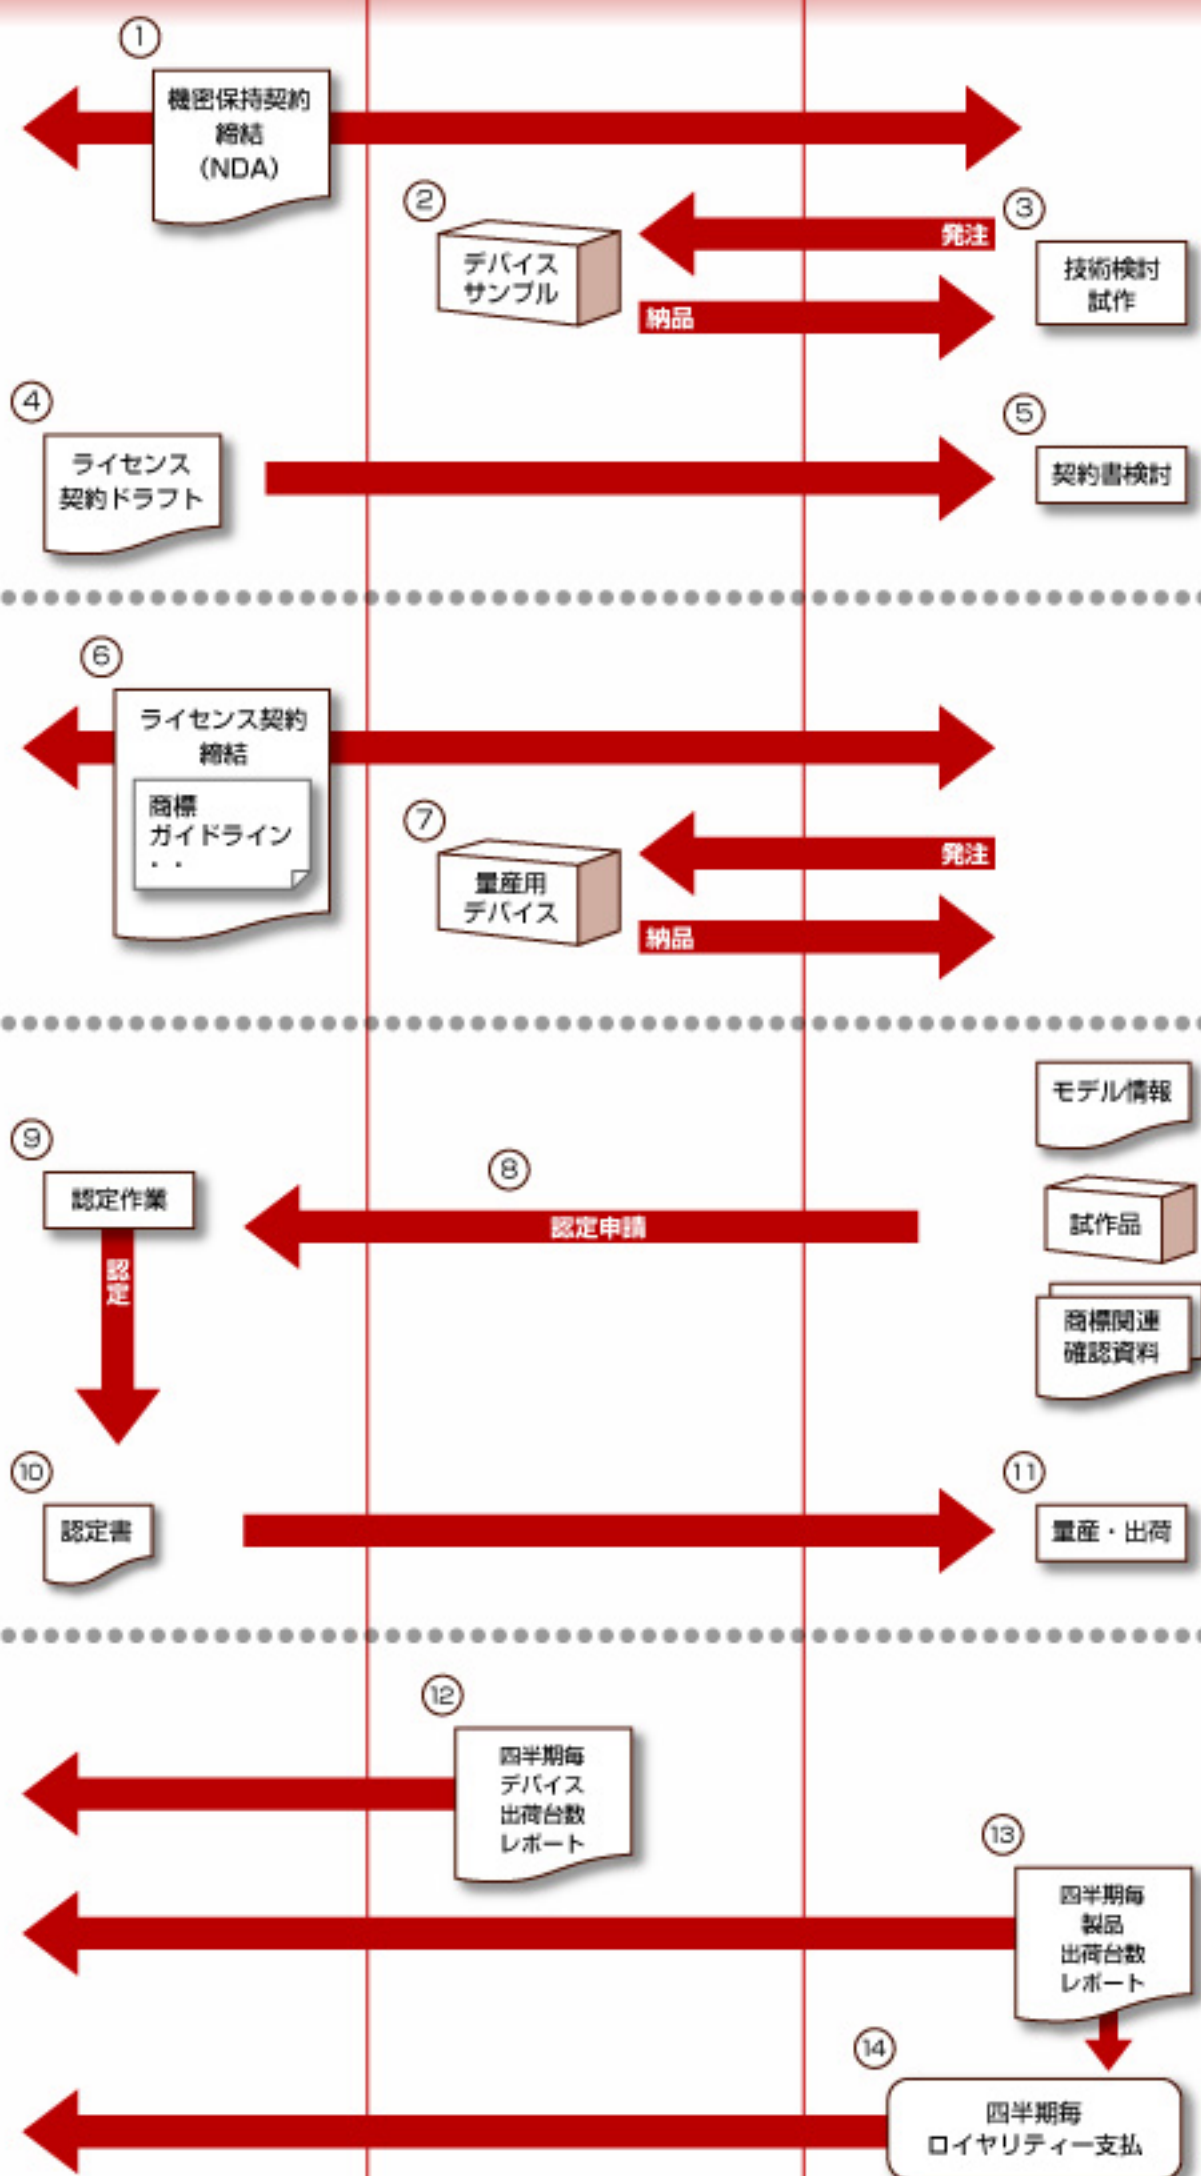 ①
機密保持契約
締結
(NDA)
②
デバイス
サンプル
発注
納品
③
技術検討
試作
④
ライセンス
契約ドラフト
⑤
契約書検討
⑥
ライセンス契約
締結
商標
ガイドライン
・・
⑦
量産用
デバイス
発注
納品
モデル情報
試作品
商標関連
確認資料
⑧
認定申請
⑨
認定作業
認定
⑩
認定書
⑪
量産・出荷
⑫
四半期毎
デバイス
出荷台数
レポート
⑬
四半期毎
製品
出荷台数
レポート
⑭
四半期毎
ロイヤリティー支払